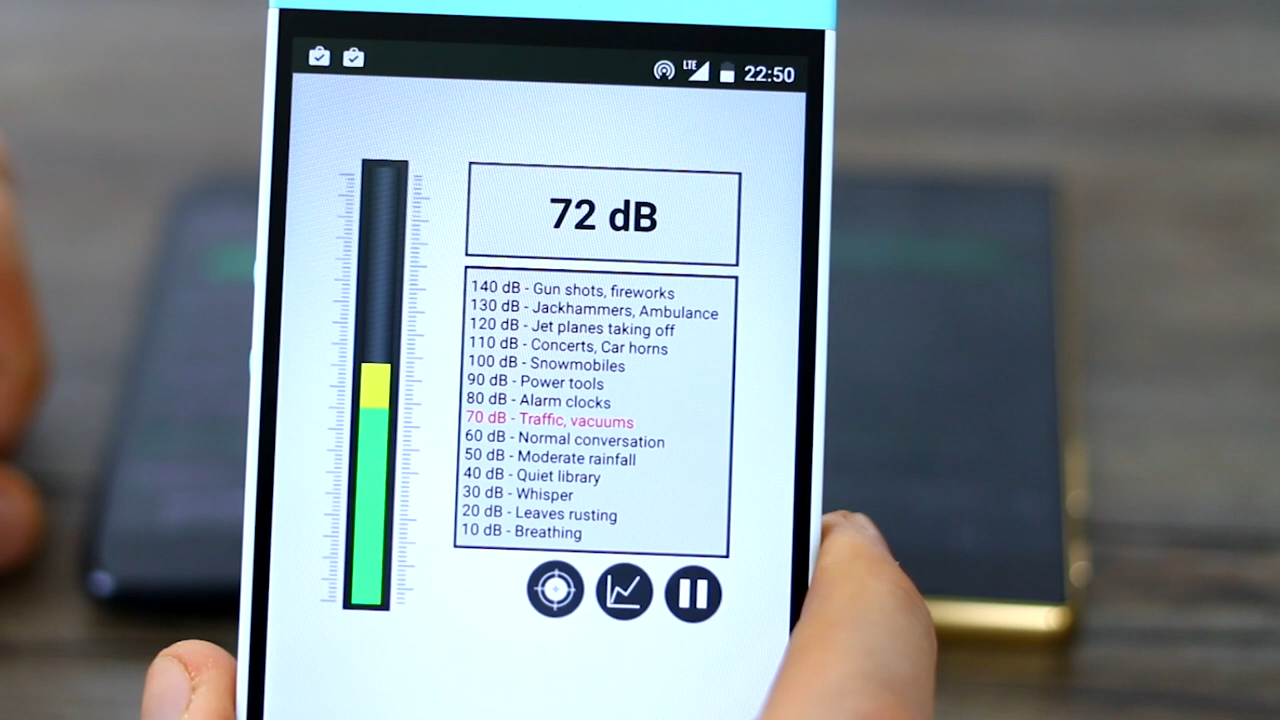 LTE 22:50
72 dB
140 dB - Gun shots, fireworks
130 dB - Jackhammers, Ambulance
120 dB - Jet planes taking off
110 dB - Concerts, Car horns
100 dB - Snowmobiles
90 dB - Power tools
80 dB - Alarm clocks
70 dB - Traffic, vacuums
60 dB - Normal conversation
50 dB - Moderate rainfall
40 dB - Quiet library
30 dB - Whisper
20 dB - Leaves rusting
10 dB - Breathing